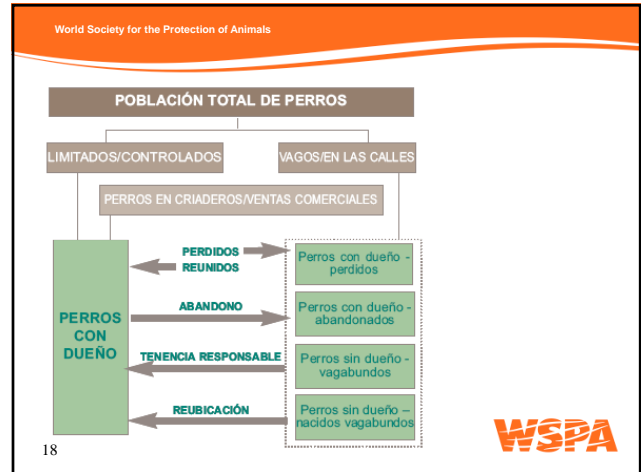 World Society for the Protection of Animals
POBLACIÓN TOTAL DE PERROS
LIMITADOS/CONTROLADOS
VAGOS/EN LAS CALLES
PERROS EN CRIADEROS/VENTAS COMERCIALES
PERROS
CON
DUEÑO
PERDIDOS
REUNIDOS
Perros con dueño -
perdidos
ABANDONO
Perros con dueño -
abandonados
TENENCIA RESPONSABLE
Perros sin dueño -
vagabundos
REUBICACIÓN
Perros sin dueño –
nacidos vagabundos
18
WSPA